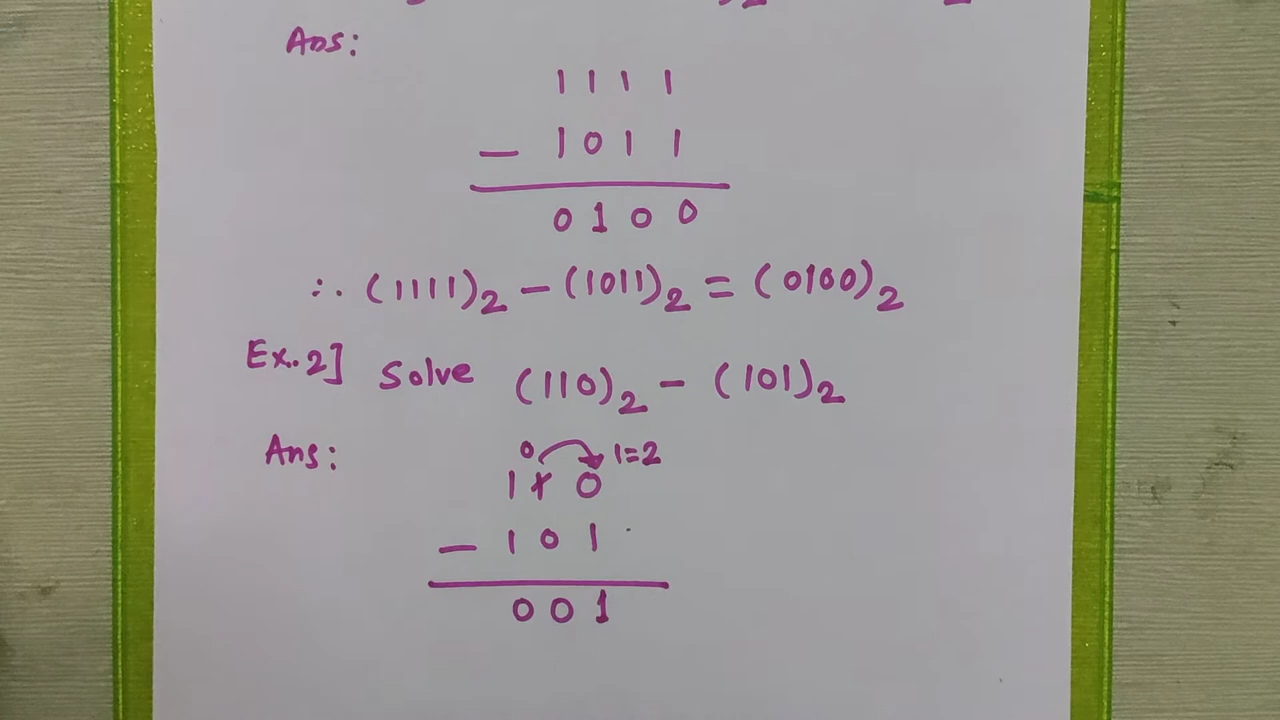 Ans:
1 1 1 1
— 1 0 1 1
0 1 0 0
∴ (1111)2 – (1011)2 = (0100)2
Ex. 2] Solve (110)2 – (101)2
Ans:
0 1=2
1 1 0
— 1 0 1
0 0 1